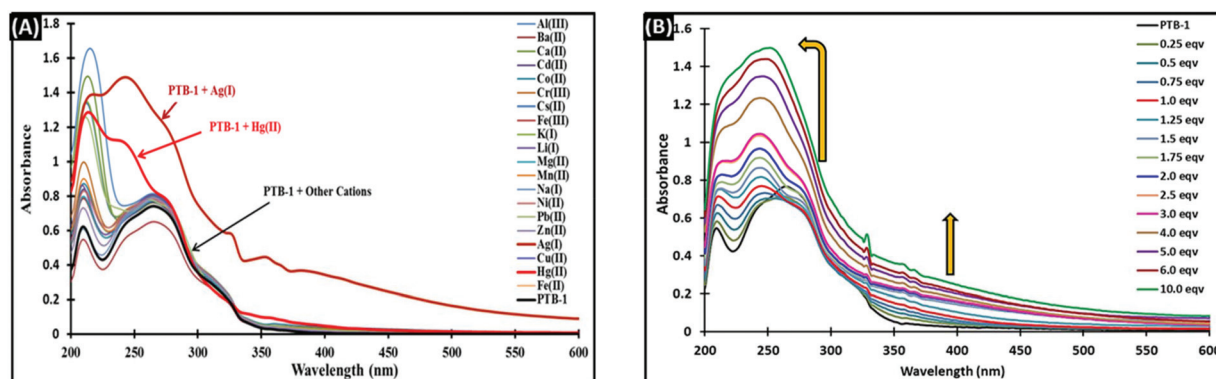 (A)
1.8
1.6
1.4
1.2
1
0.8
0.6
0.4
0.2
0
200 250 300 350 400 450 500 550 600
Absorbance
Wavelength (nm)
PTB-1 + Ag(I)
PTB-1 + Hg(II)
PTB-1 + Other Cations
Al(III)
Ba(II)
Ca(II)
Cd(II)
Co(II)
Cr(III)
Cs(II)
Fe(III)
K(I)
Li(I)
Mg(II)
Mn(II)
Na(I)
Ni(II)
Pb(II)
Zn(II)
Ag(I)
Cu(II)
Hg(II)
Fe(II)
PTB-1
(B)
1.6
1.4
1.2
1
0.8
0.6
0.4
0.2
0
200 250 300 350 400 450 500 550 600
Absorbance
Wavelength (nm)
PTB-1
0.25 eqv
0.5 eqv
0.75 eqv
1.0 eqv
1.25 eqv
1.5 eqv
1.75 eqv
2.0 eqv
2.5 eqv
3.0 eqv
4.0 eqv
5.0 eqv
6.0 eqv
10.0 eqv